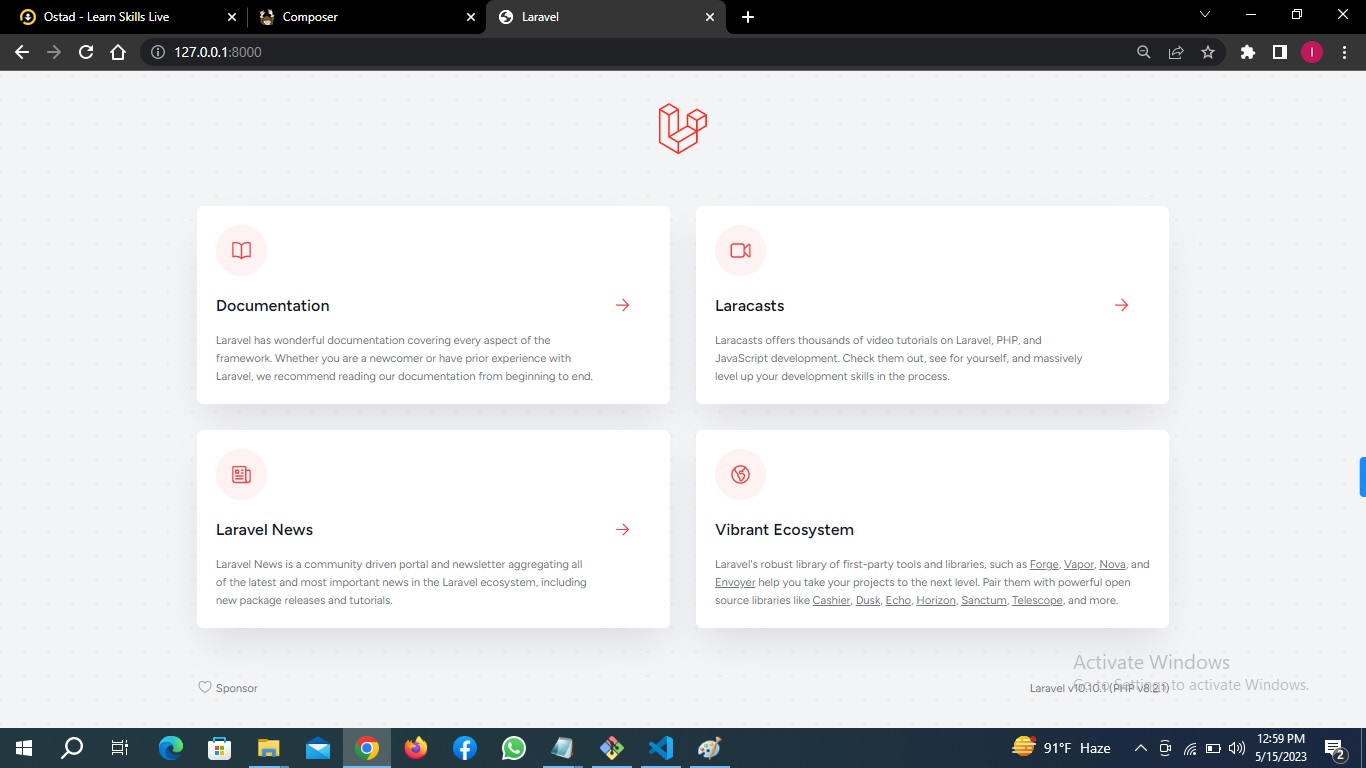 Ostad - Learn Skills Live
Composer
Laravel
127.0.0.1:8000
I
Documentation
Laravel has wonderful documentation covering every aspect of the
framework. Whether you are a newcomer or have prior experience with
Laravel, we recommend reading our documentation from beginning to end.
Laracasts
Laracasts offers thousands of video tutorials on Laravel, PHP, and
JavaScript development. Check them out, see for yourself, and massively
level up your development skills in the process.
Laravel News
Laravel News is a community driven portal and newsletter aggregating all
of the latest and most important news in the Laravel ecosystem, including
new package releases and tutorials.
Vibrant Ecosystem
Laravel's robust library of first-party tools and libraries, such as Forge, Vapor, Nova, and
Envoyer help you take your projects to the next level. Pair them with powerful open
source libraries like Cashier, Dusk, Echo, Horizon, Sanctum, Telescope, and more.
Activate Windows
Go to Settings to activate Windows.
Sponsor
Laravel v10.10.1 (PHP v8.2.1)
91°F Haze
12:59 PM
5/15/2023
2